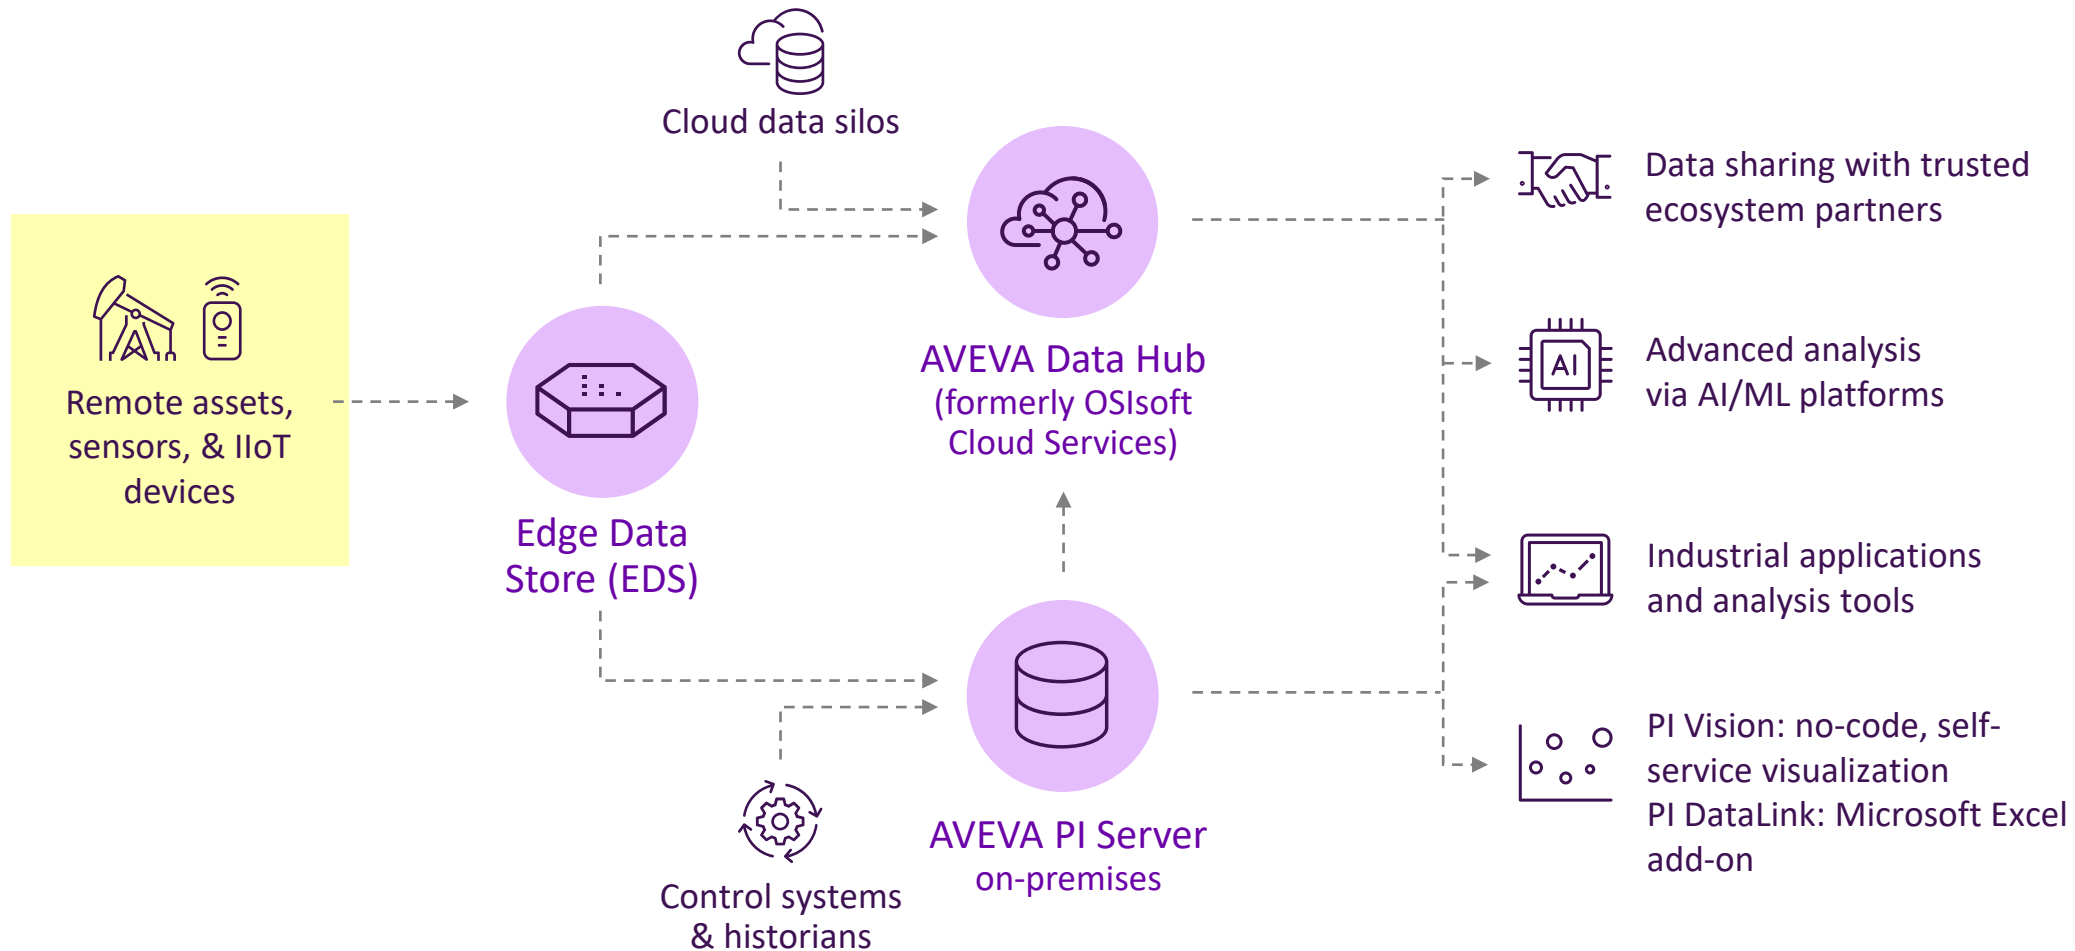 Cloud data silos
Remote assets,
sensors, & IIoT
devices
Edge Data
Store (EDS)
AVEVA Data Hub
(formerly OSIsoft
Cloud Services)
AVEVA PI Server
on-premises
Control systems
& historians
Data sharing with trusted
ecosystem partners
AI
Advanced analysis
via AI/ML platforms
Industrial applications
and analysis tools
PI Vision: no-code, self-
service visualization
PI DataLink: Microsoft Excel
add-on